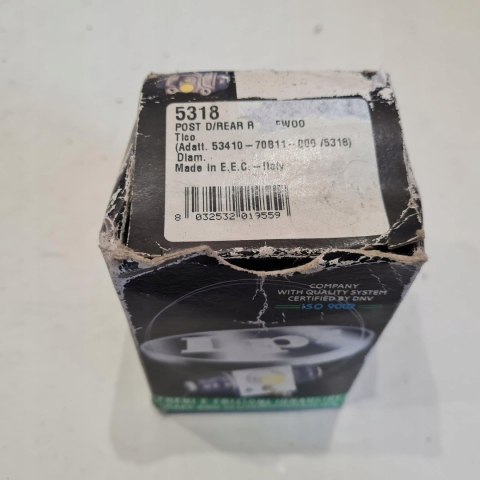 5318
POST D/REAR R EWOO
Tico
(Adatt. 53410-70B11-000 /5318)
Diam.
Made in E.E.C.-Italy
8 032532 019559
COMPANY
WITH QUALITY SYSTEM
CERTIFIED BY DNV
ISO 9002